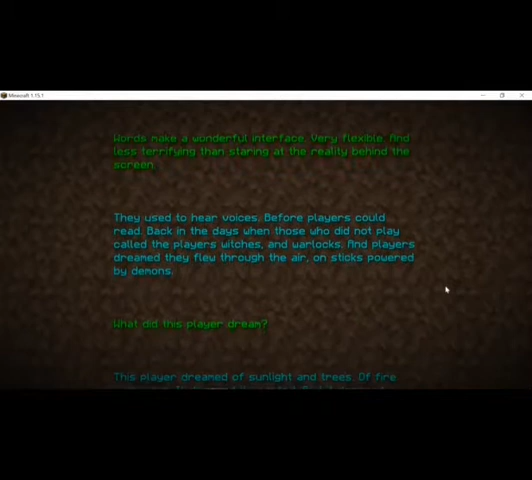 Minecraft 1.15.1
Words make a wonderful interface. Very flexible. And
less terrifying than staring at the reality behind the
screen.
They used to hear voices. Before players could
read. Back in the days when those who did not play
called the players witches, and warlocks. And players
dreamed they flew through the air, on sticks powered
by demons.
What did this player dream?
This player dreamed of sunlight and trees. Of fire